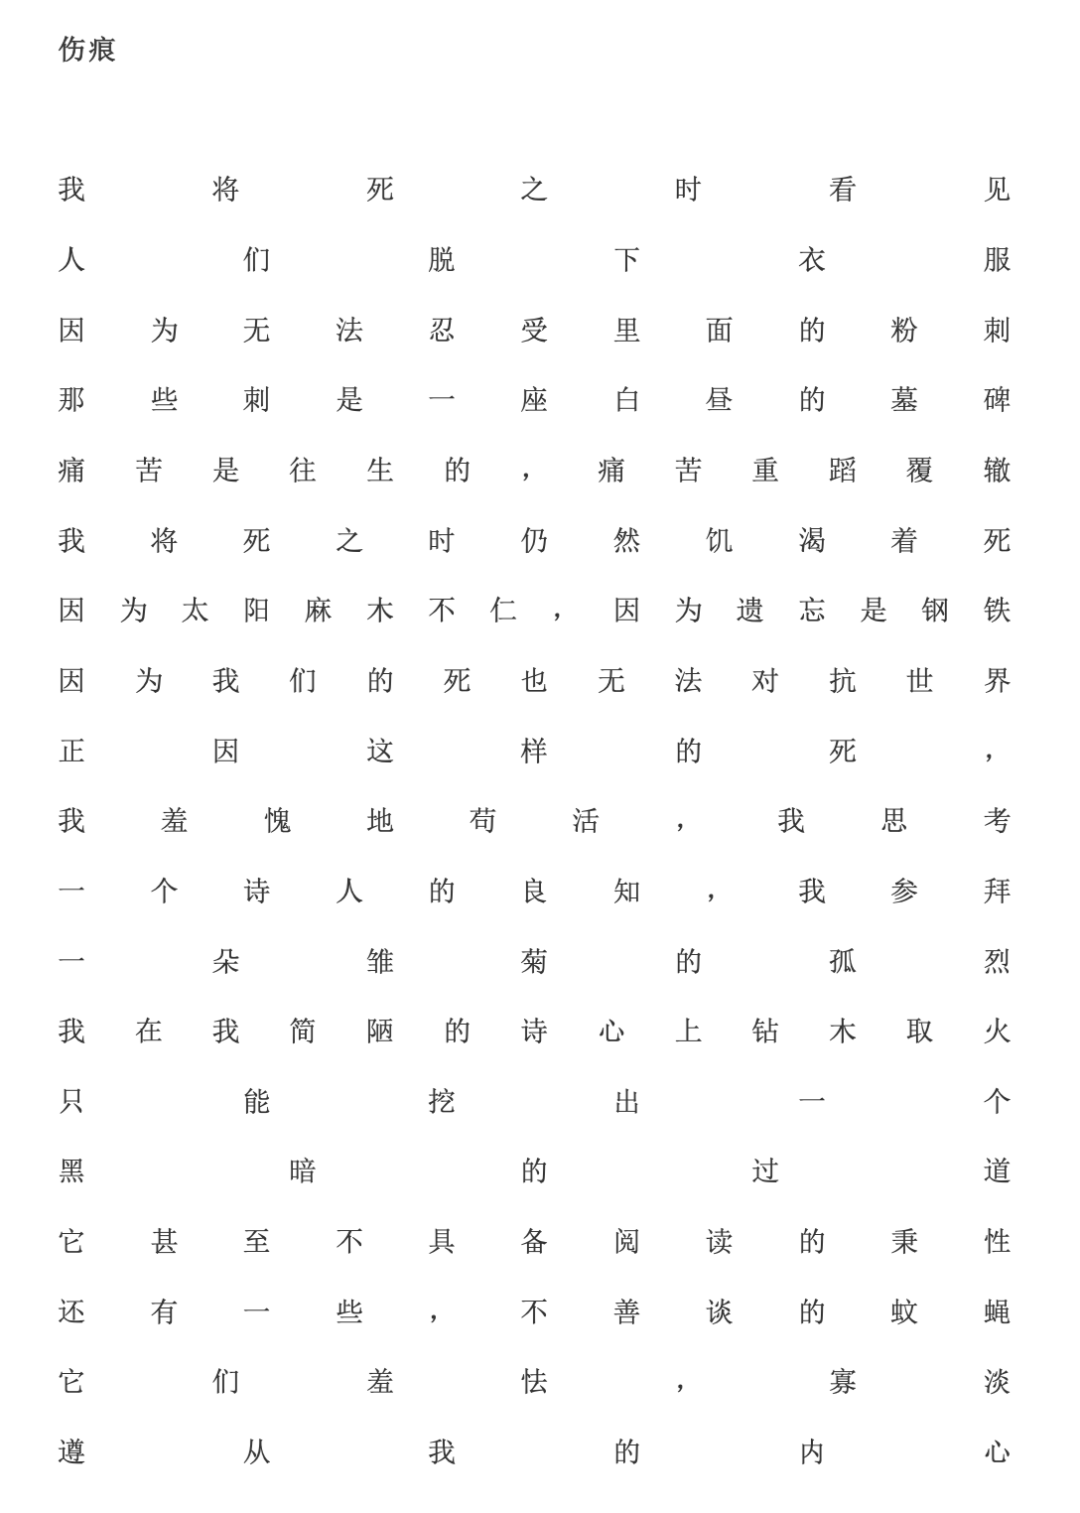 伤痕
我将死之时看见
人们脱下衣服
因为无法忍受里面的粉刺
那些刺是一座白昼的墓碑
痛苦是往生的，痛苦重蹈覆辙
我将死之时仍然饥渴着死
因为太阳麻木不仁，因为遗忘是钢铁
因为我们的死也无法对抗世界
正因这样的死，
我羞愧地苟活，我思考
一个诗人的良知，我参拜
一朵雏菊的孤烈
我在我简陋的诗心上钻木取火
只能挖出一个
黑暗的过道
它甚至不具备阅读的秉性
还有一些，不善谈的蚊蝇
它们羞怯，寡淡
遵从我的内心